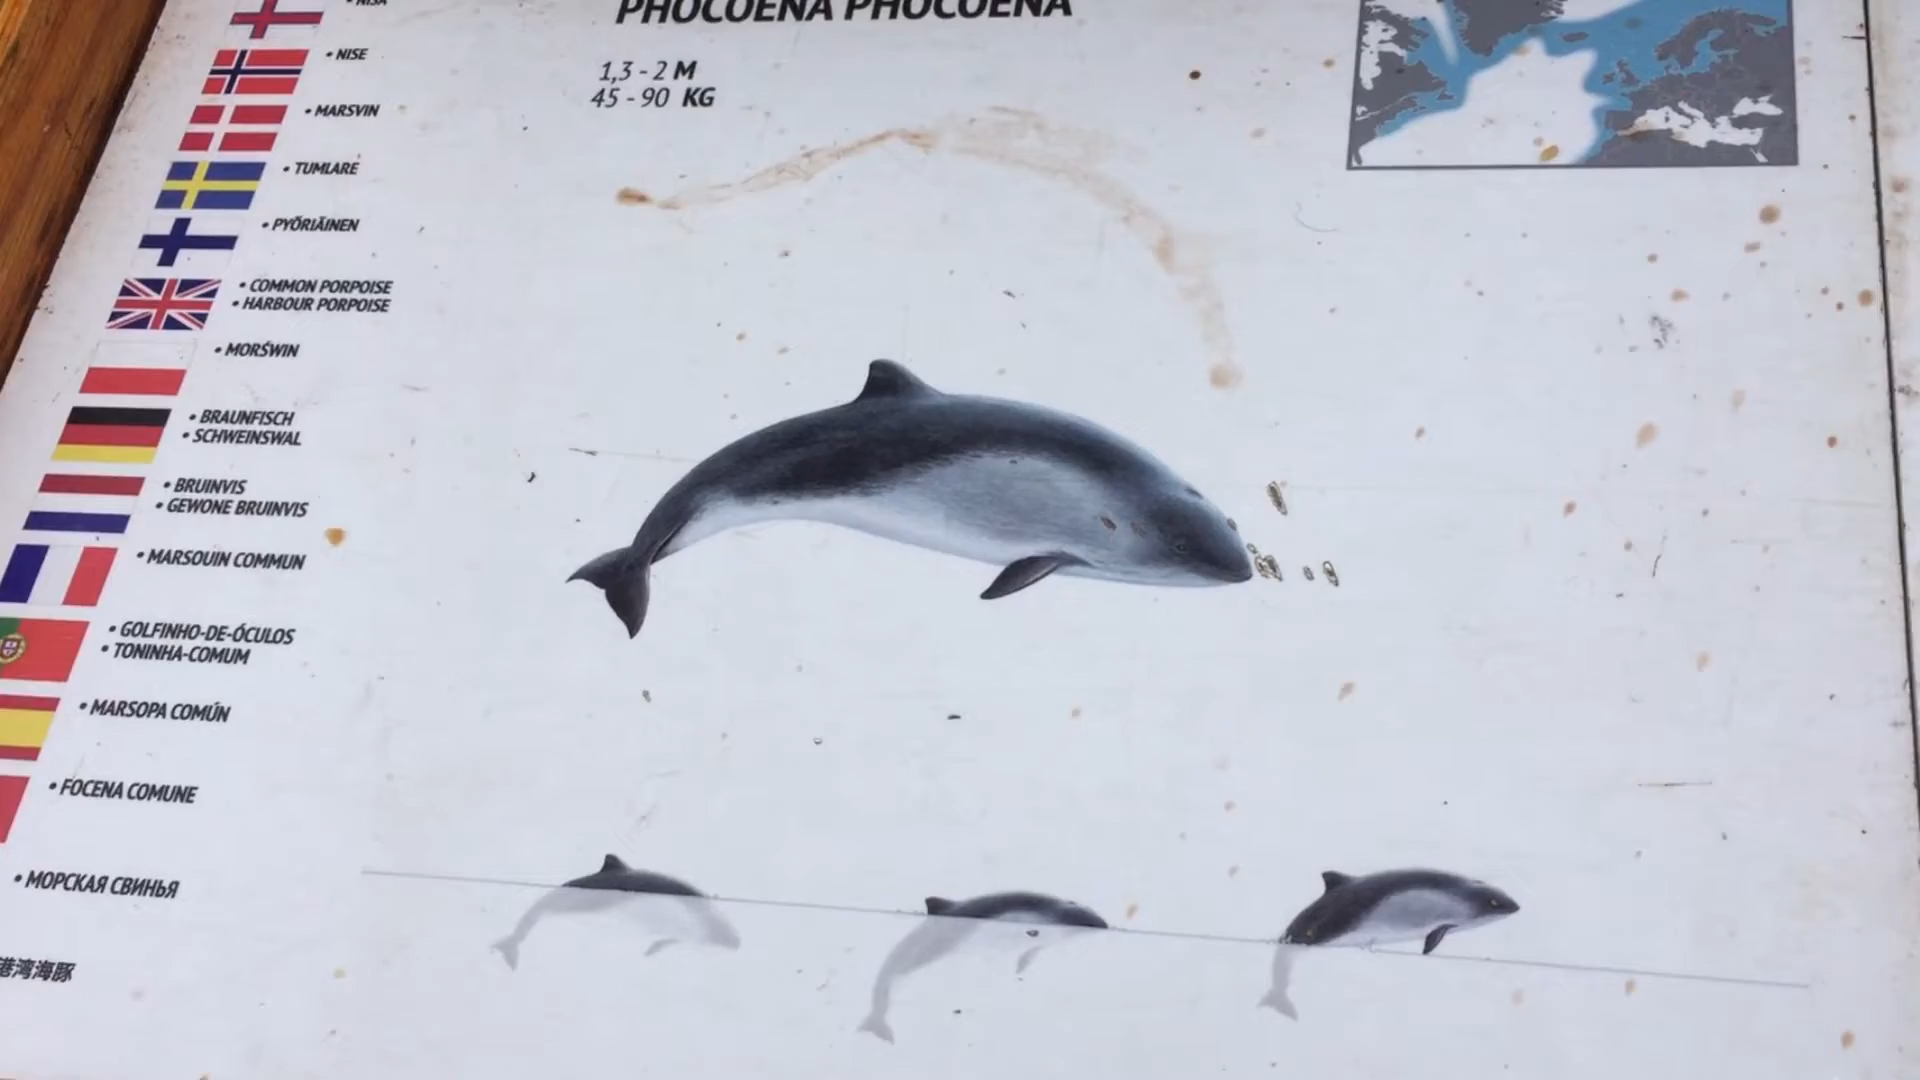 • NISA
PHOCOENA PHOCOENA
• NISE
1,3 - 2 M
45 - 90 KG
• MARSVIN
• TUMLARE
• PYÖRIÄINEN
• COMMON PORPOISE
• HARBOUR PORPOISE
• MORŚWIN
• BRAUNFISCH
• SCHWEINSWAL
• BRUINVIS
• GEWONE BRUINVIS
• MARSOUIN COMMUN
• GOLFINHO-DE-ÓCULOS
• TONINHA-COMUM
• MARSOPA COMÚN
• FOCENA COMUNE
• МОРСКАЯ СВИНЬЯ
港湾海豚